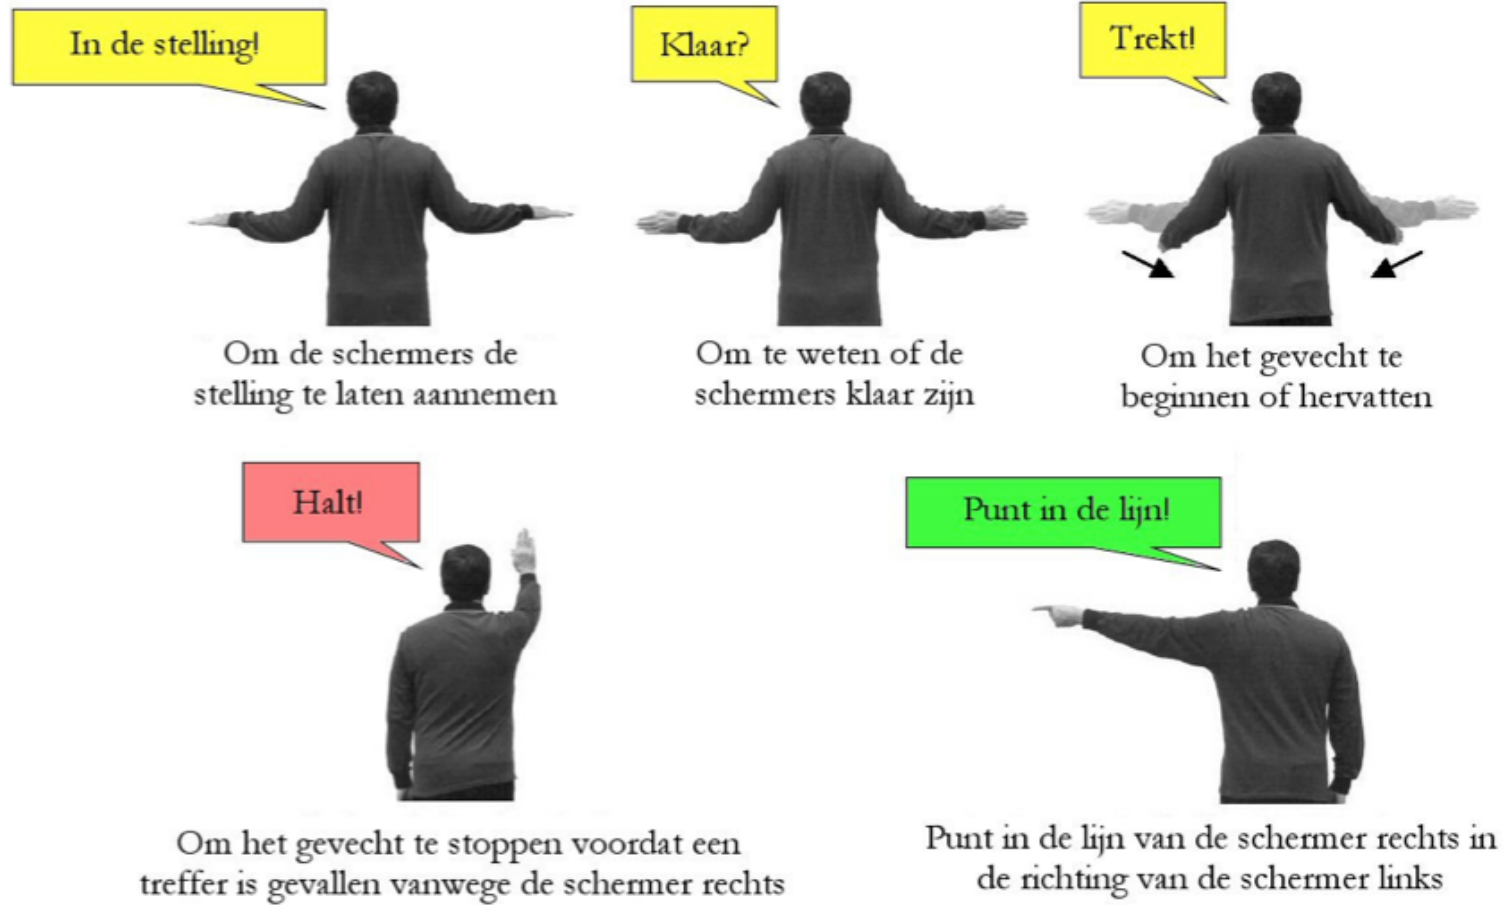 In de stelling!
Klaar?
Trekt!
Om de schermers de
stelling te laten aannemen
Om te weten of de
schermers klaar zijn
Om het gevecht te
beginnen of hervatten
Halt!
Punt in de lijn!
Om het gevecht te stoppen voordat een
treffer is gevallen vanwege de schermer rechts
Punt in de lijn van de schermer rechts in
de richting van de schermer links